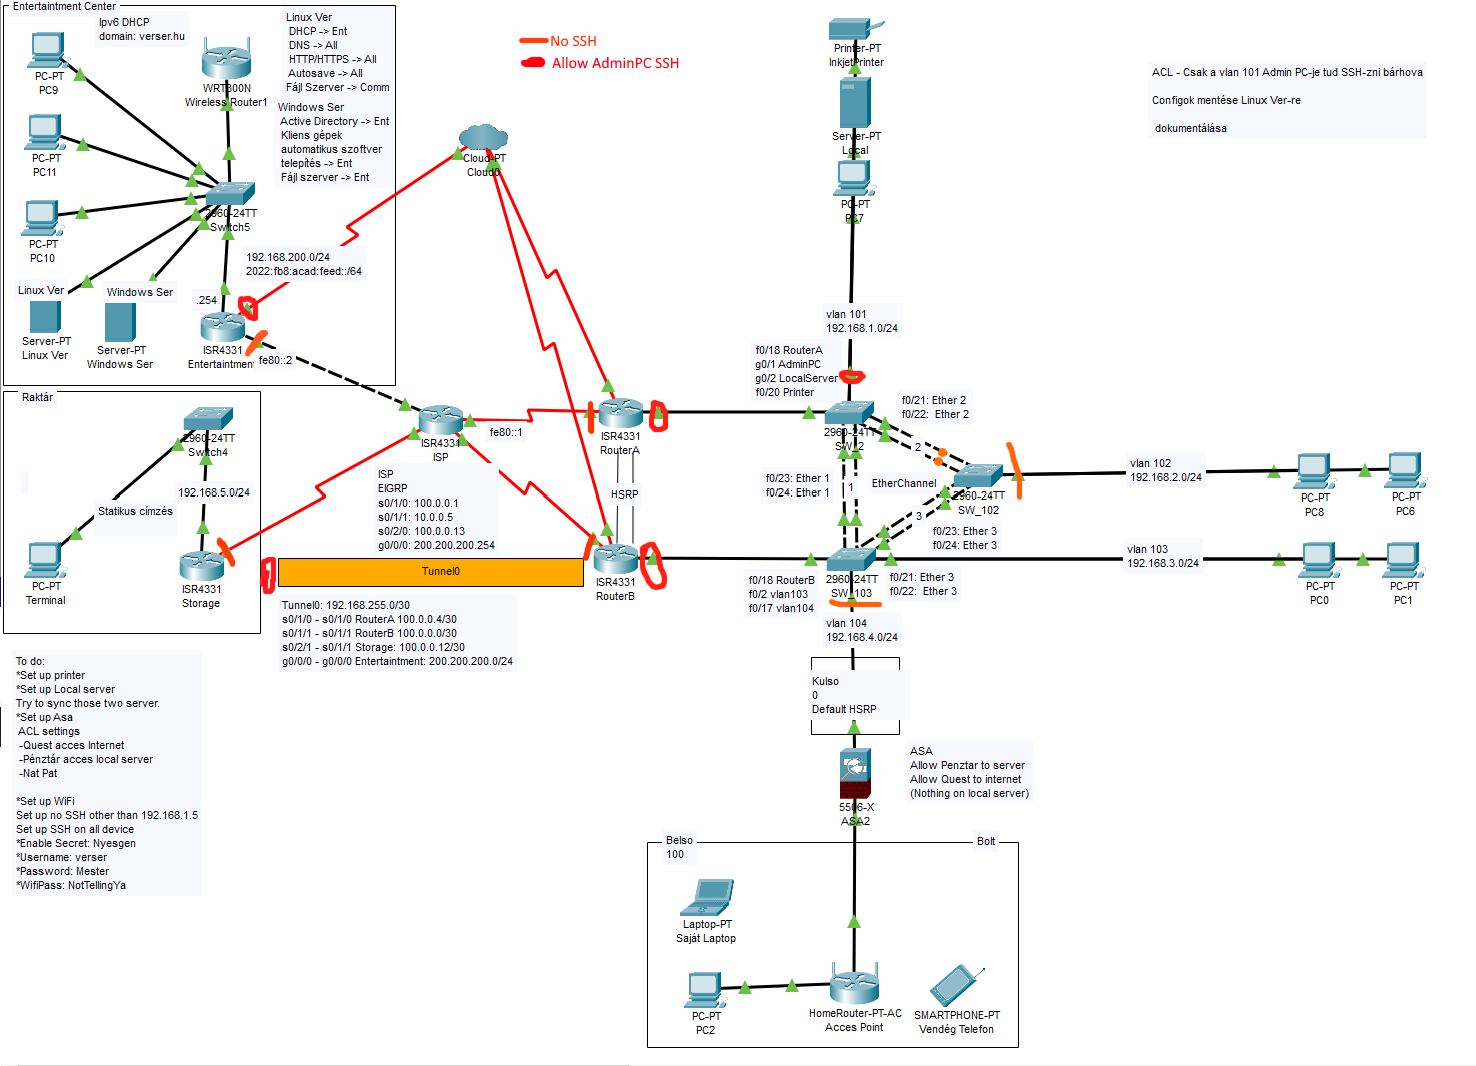 Entertaintment Center
Ipv6 DHCP
domain: verser.hu
Linux Ver
DHCP -> Ent
DNS -> All
HTTP/HTTPS -> All
Autosave -> All
Fájl Szerver -> Comm
Windows Ser
Active Directory -> Ent
Kliens gépek
automatikus szoftver
telepítés -> Ent
Fájl szerver -> Ent
PC-PT
PC9
WRT300N
Wireless Router1
PC-PT
PC11
PC-PT
PC10
2960-24TT
Switch5
192.168.200.0/24
2022:fb8:acad:feed::/64
Linux Ver
Windows Ser
.254
Server-PT
Linux Ver
Server-PT
Windows Ser
ISR4331
Entertaintment
fe80::2
No SSH
Allow AdminPC SSH
Cloud-PT
Cloud0
Printer-PT
InkjetPrinter
Server-PT
Local
PC-PT
PC7
ACL - Csak a vlan 101 Admin PC-je tud SSH-zni bárhova
Configok mentése Linux Ver-re
dokumentálása
vlan 101
192.168.1.0/24
f0/18 RouterA
g0/1 AdminPC
g0/2 LocalServer
f0/20 Printer
f0/21: Ether 2
f0/22: Ether 2
2960-24TT
2
f0/23: Ether 1
f0/24: Ether 1
1
EtherChannel
2960-24TT
SW_102
3
f0/23: Ether 3
f0/24: Ether 3
vlan 102
192.168.2.0/24
PC-PT
PC8
PC-PT
PC6
vlan 103
192.168.3.0/24
PC-PT
PC0
PC-PT
PC1
f0/18 RouterB
f0/2 vlan103
f0/17 vlan104
2960-24TT
SW_103
f0/21: Ether 3
f0/22: Ether 3
vlan 104
192.168.4.0/24
Raktár
2960-24TT
Switch4
192.168.5.0/24
Statikus címzés
PC-PT
Terminal
ISR4331
Storage
ISR4331
ISP
fe80::1
ISR4331
RouterA
HSRP
ISR4331
RouterB
ISP
EIGRP
s0/1/0: 100.0.0.1
s0/1/1: 10.0.0.5
s0/2/0: 100.0.0.13
g0/0/0: 200.200.200.254
Tunnel0
Tunnel0: 192.168.255.0/30
s0/1/0 - s0/1/0 RouterA 100.0.0.4/30
s0/1/1 - s0/1/1 RouterB 100.0.0.0/30
s0/2/1 - s0/1/1 Storage: 100.0.0.12/30
g0/0/0 - g0/0/0 Entertainment: 200.200.200.0/24
To do:
*Set up printer
*Set up Local server
Try to sync those two server.
*Set up Asa
ACL settings
-Quest acces Internet
-Pénztár acces local server
-Nat Pat
*Set up WiFi
Set up no SSH other than 192.168.1.5
Set up SSH on all device
*Enable Secret: Nyesgen
*Username: verser
*Password: Mester
*WifiPass: NotTellingYa
Kulso
0
Default HSRP
5506-X
ASA2
ASA
Allow Penztar to server
Allow Quest to internet
(Nothing on local server)
Belso
100
Bolt
Laptop-PT
Saját Laptop
PC-PT
PC2
HomeRouter-PT-AC
Acces Point
SMARTPHONE-PT
Vendég Telefon